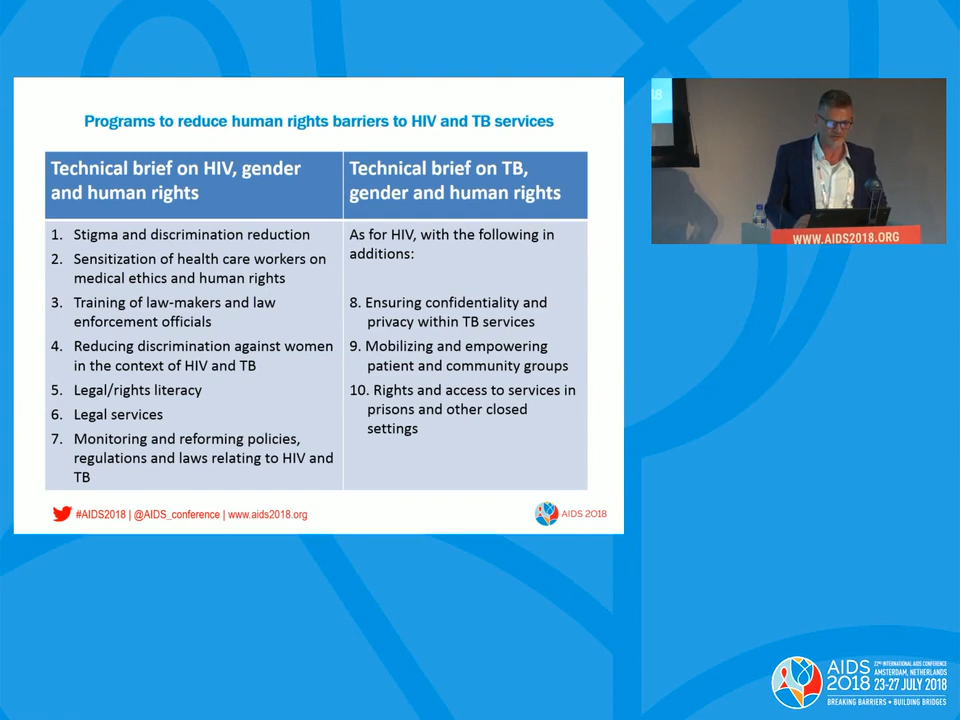 Programs to reduce human rights barriers to HIV and TB services
Technical brief on HIV, gender
and human rights
1. Stigma and discrimination reduction
2. Sensitization of health care workers on
medical ethics and human rights
3. Training of law-makers and law
enforcement officials
4. Reducing discrimination against women
in the context of HIV and TB
5. Legal/rights literacy
6. Legal services
7. Monitoring and reforming policies,
regulations and laws relating to HIV and
TB
Technical brief on TB,
gender and human rights
As for HIV, with the following in
additions:
8. Ensuring confidentiality and
privacy within TB services
9. Mobilizing and empowering
patient and community groups
10. Rights and access to services in
prisons and other closed
settings
#AIDS2018 | @AIDS_conference | www.aids2018.org
AIDS 2018
WWW.AIDS2018.ORG
AIDS
2018
22ND INTERNATIONAL AIDS CONFERENCE
AMSTERDAM, NETHERLANDS
23-27 JULY 2018
BREAKING BARRIERS • BUILDING BRIDGES